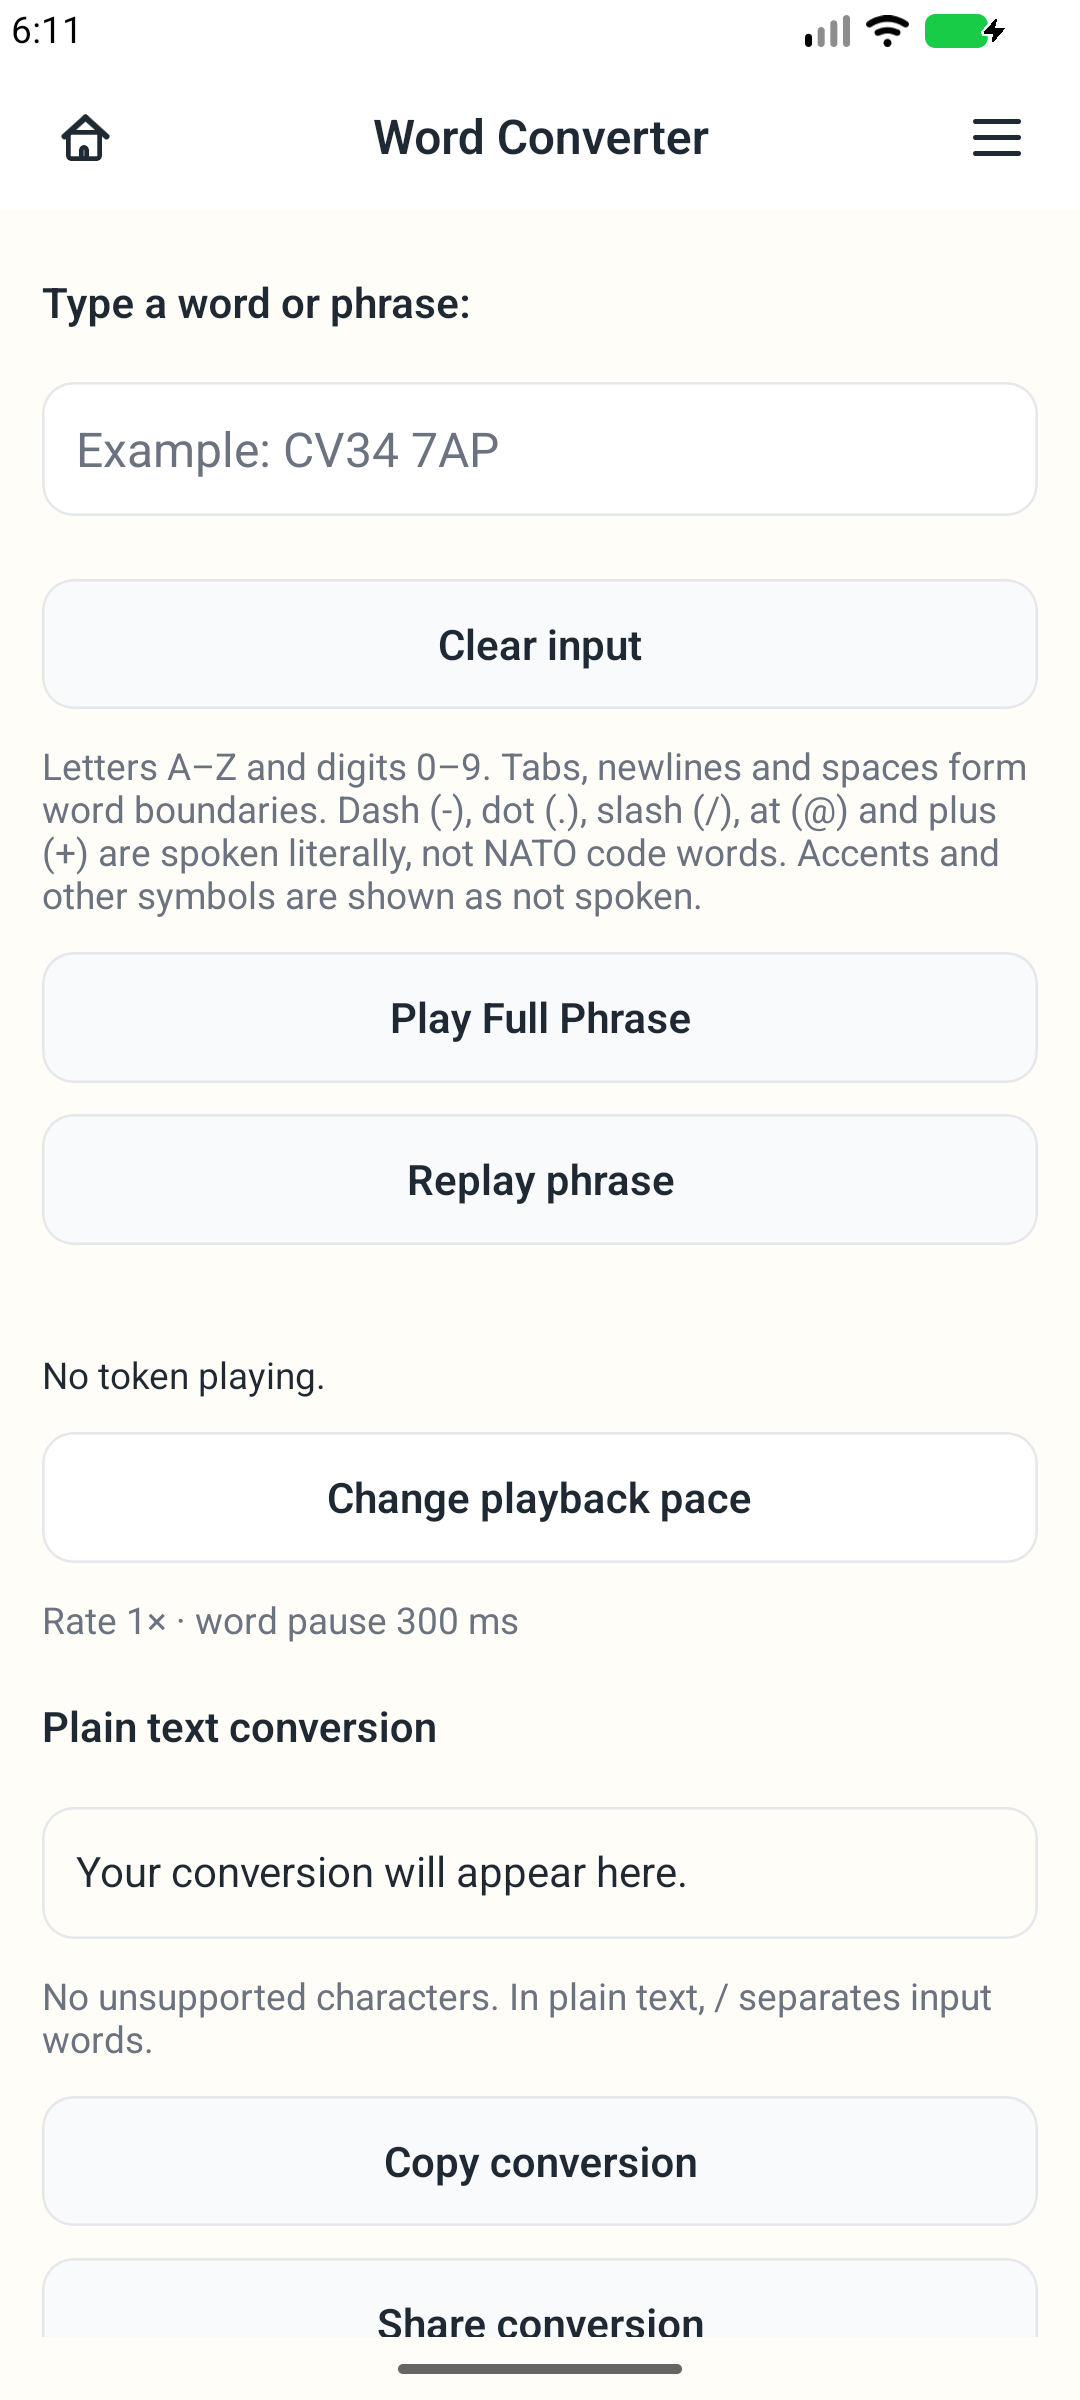 6:11
Word Converter
Type a word or phrase:
Example: CV34 7AP
Clear input
Letters A–Z and digits 0–9. Tabs, newlines and spaces form
word boundaries. Dash (-), dot (.), slash (/), at (@) and plus
(+) are spoken literally, not NATO code words. Accents and
other symbols are shown as not spoken.
Play Full Phrase
Replay phrase
No token playing.
Change playback pace
Rate 1× · word pause 300 ms
Plain text conversion
Your conversion will appear here.
No unsupported characters. In plain text, / separates input
words.
Copy conversion
Share conversion